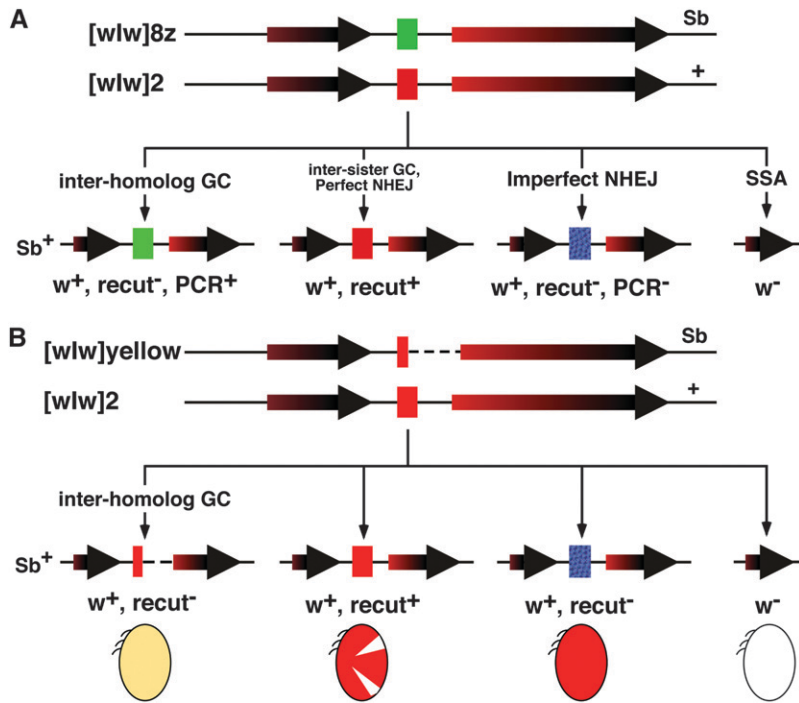 A
[wIw]8z
Sb
[wIw]2
+
inter-homolog GC
inter-sister GC,
Perfect NHEJ
Imperfect NHEJ
SSA
Sb+
w+, recut-, PCR+
w+, recut+
w+, recut-, PCR-
w-
B
[wIw]yellow
Sb
[wIw]2
+
inter-homolog GC
Sb+
w+, recut-
w+, recut+
w+, recut-
w-